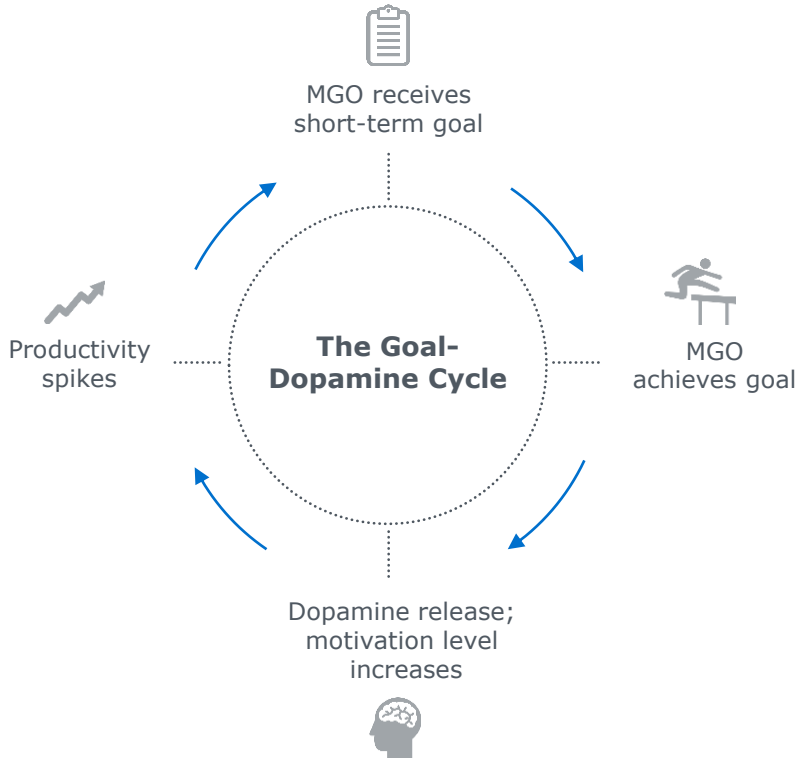 MGO receives
short-term goal
The Goal-
Dopamine Cycle
Productivity
spikes
MGO
achieves goal
Dopamine release;
motivation level
increases